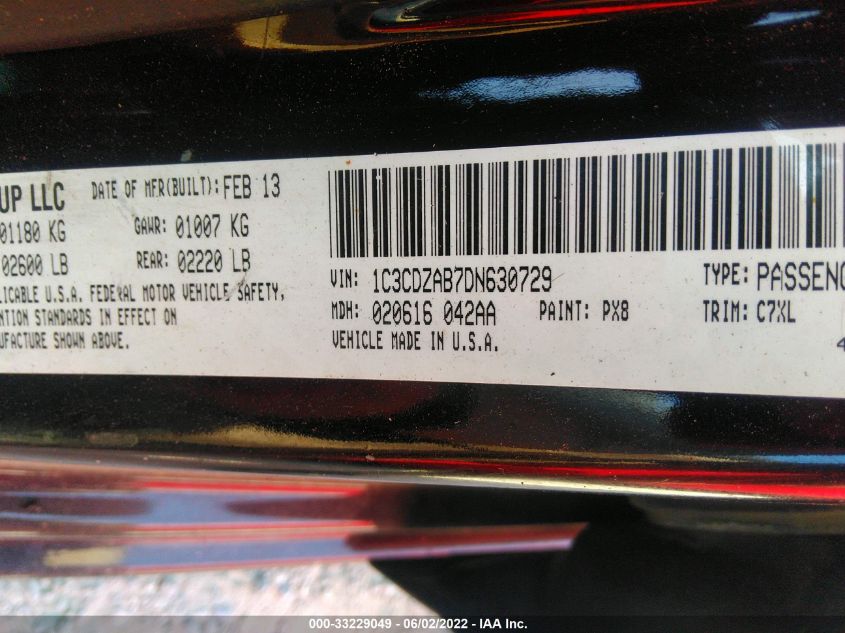 UP LLC DATE OF MFR(BUILT): FEB 13
01180 KG GAWR: 01007 KG
02600 LB REAR: 02220 LB
LICABLE U.S.A. FEDERAL MOTOR VEHICLE SAFETY,
NTION STANDARDS IN EFFECT ON
UFACTURE SHOWN ABOVE.
VIN: 1C3CDZAB7DN630729 TYPE: PASSENG
MDH: 020616 042AA PAINT: PX8 TRIM: C7XL
VEHICLE MADE IN U.S.A. 4
000-33229049 - 06/02/2022 - IAA Inc.